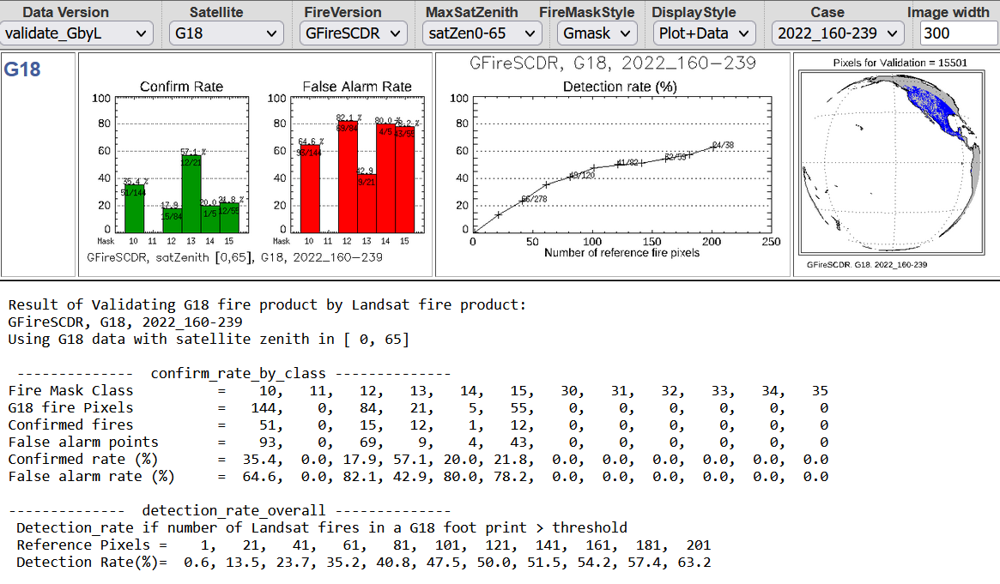 Data Version Satellite FireVersion MaxSatZenith FireMaskStyle DisplayStyle Case Image width
validate_GbyL G18 GFireSCDR satZen0-65 Gmask Plot+Data 2022_160-239 300
G18
Confirm Rate
100
80
60
40
20
0
35.4 %
51/144
17.9
15/84
57.1 %
12/21
20.0
1/5
21.8 %
12/55
Mask 10 11 12 13 14 15
False Alarm Rate
100
80
60
40
20
0
64.6 %
93/144
82.1 %
69/84
42.9
9/21
80.0 %
4/5
78.2 %
43/55
Mask 10 11 12 13 14 15
GFireSCDR, satZenith [0,65], G18, 2022_160-239
GFireSCDR, G18, 2022_160-239
Detection rate (%)
100
80
60
40
20
0
66/278
49/120
41/82
32/59
24/38
0 50 100 150 200 250
Number of reference fire pixels
Pixels for Validation = 15501
GFireSCDR. G18. 2022_160-239
Result of Validating G18 fire product by Landsat fire product:
GFireSCDR, G18, 2022_160-239
Using G18 data with satellite zenith in [ 0, 65]
-------------- confirm_rate_by_class --------------
Fire Mask Class = 10, 11, 12, 13, 14, 15, 30, 31, 32, 33, 34, 35
G18 fire Pixels = 144, 0, 84, 21, 5, 55, 0, 0, 0, 0, 0, 0
Confirmed fires = 51, 0, 15, 12, 1, 12, 0, 0, 0, 0, 0, 0
False alarm points = 93, 0, 69, 9, 4, 43, 0, 0, 0, 0, 0, 0
Confirmed rate (%) = 35.4, 0.0, 17.9, 57.1, 20.0, 21.8, 0.0, 0.0, 0.0, 0.0, 0.0, 0.0
False alarm rate (%) = 64.6, 0.0, 82.1, 42.9, 80.0, 78.2, 0.0, 0.0, 0.0, 0.0, 0.0, 0.0
-------------- detection_rate_overall --------------
Detection_rate if number of Landsat fires in a G18 foot print > threshold
Reference Pixels = 1, 21, 41, 61, 81, 101, 121, 141, 161, 181, 201
Detection Rate(%)= 0.6, 13.5, 23.7, 35.2, 40.8, 47.5, 50.0, 51.5, 54.2, 57.4, 63.2